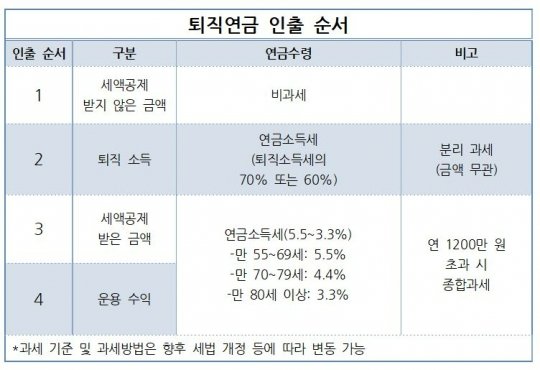 퇴직연금 인출 순서
인출 순서 구분 연금수령 비고
1
세액공제
받지 않은 금액
비과세
2
퇴직 소득
연금소득세
(퇴직소득세의
70% 또는 60%)
분리 과세
(금액 무관)
3
세액공제
받은 금액
4
운용 수익
연금소득세(5.5~3.3%)
-만 55~69세: 5.5%
-만 70~79세: 4.4%
-만 80세 이상: 3.3%
연 1200만 원
초과 시
종합과세
*과세 기준 및 과세방법은 향후 세법 개정 등에 따라 변동 가능